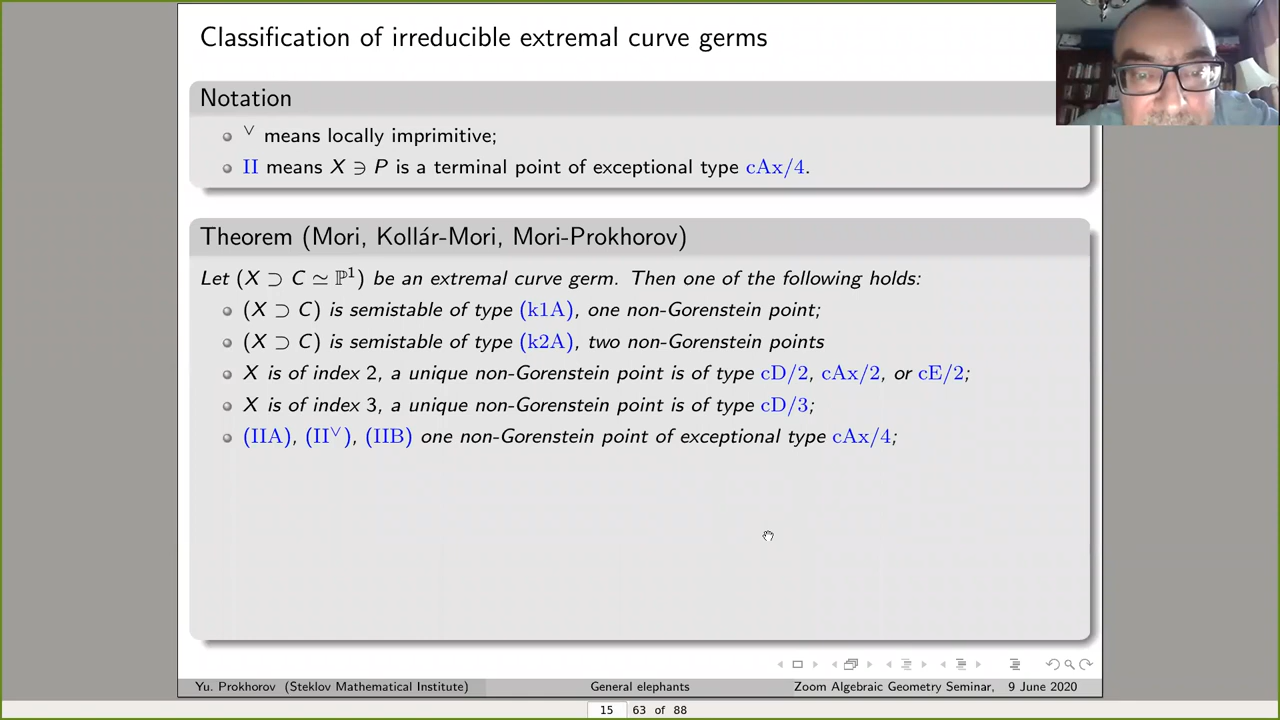 Classification of irreducible extremal curve germs
Notation
∨ means locally imprimitive;
II means X ∋ P is a terminal point of exceptional type cAx/4.
Theorem (Mori, Kollár-Mori, Mori-Prokhorov)
Let (X ⊃ C ≃ ℙ¹) be an extremal curve germ. Then one of the following holds:
(X ⊃ C) is semistable of type (k1A), one non-Gorenstein point;
(X ⊃ C) is semistable of type (k2A), two non-Gorenstein points
X is of index 2, a unique non-Gorenstein point is of type cD/2, cAx/2, or cE/2;
X is of index 3, a unique non-Gorenstein point is of type cD/3;
(IIA), (II∨), (IIB) one non-Gorenstein point of exceptional type cAx/4;
Yu. Prokhorov (Steklov Mathematical Institute) General elephants Zoom Algebraic Geometry Seminar, 9 June 2020
15 63 of 88